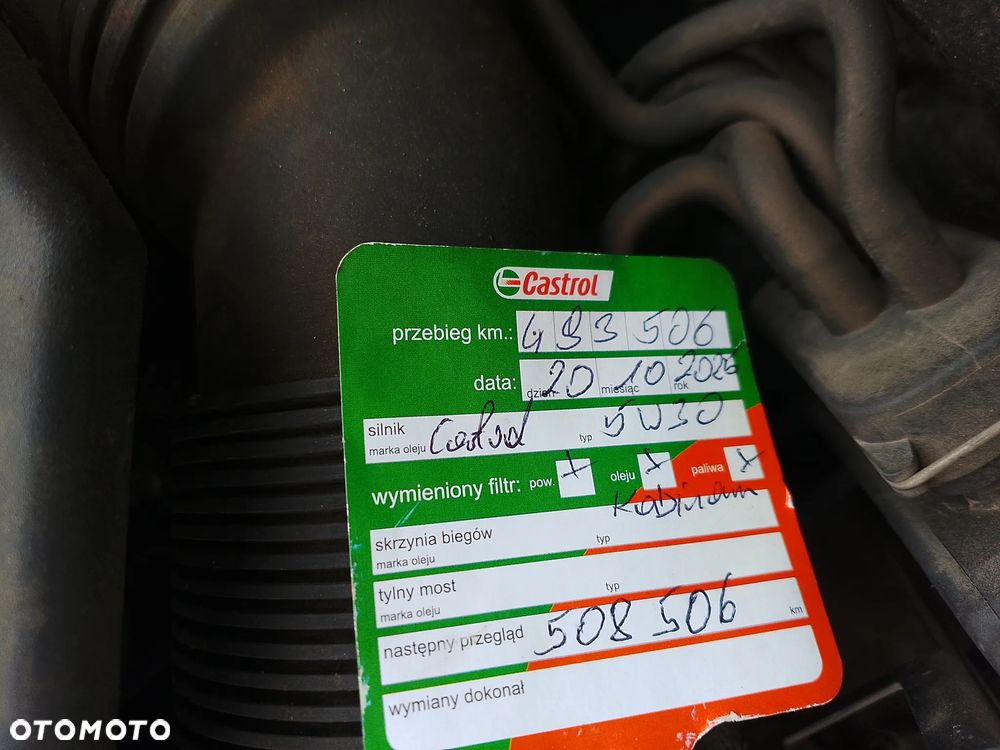 Castrol
przebieg km.: 493 506
data: dzień 20 miesiąc 10 rok 2026
silnik
marka oleju Castrol typ 5W30
wymieniony filtr: pow. x oleju x paliwa x
Kabinowy
skrzynia biegów
marka oleju typ
tylny most
marka oleju typ
następny przegląd 508 506 km
wymiany dokonał
OTOMOTO